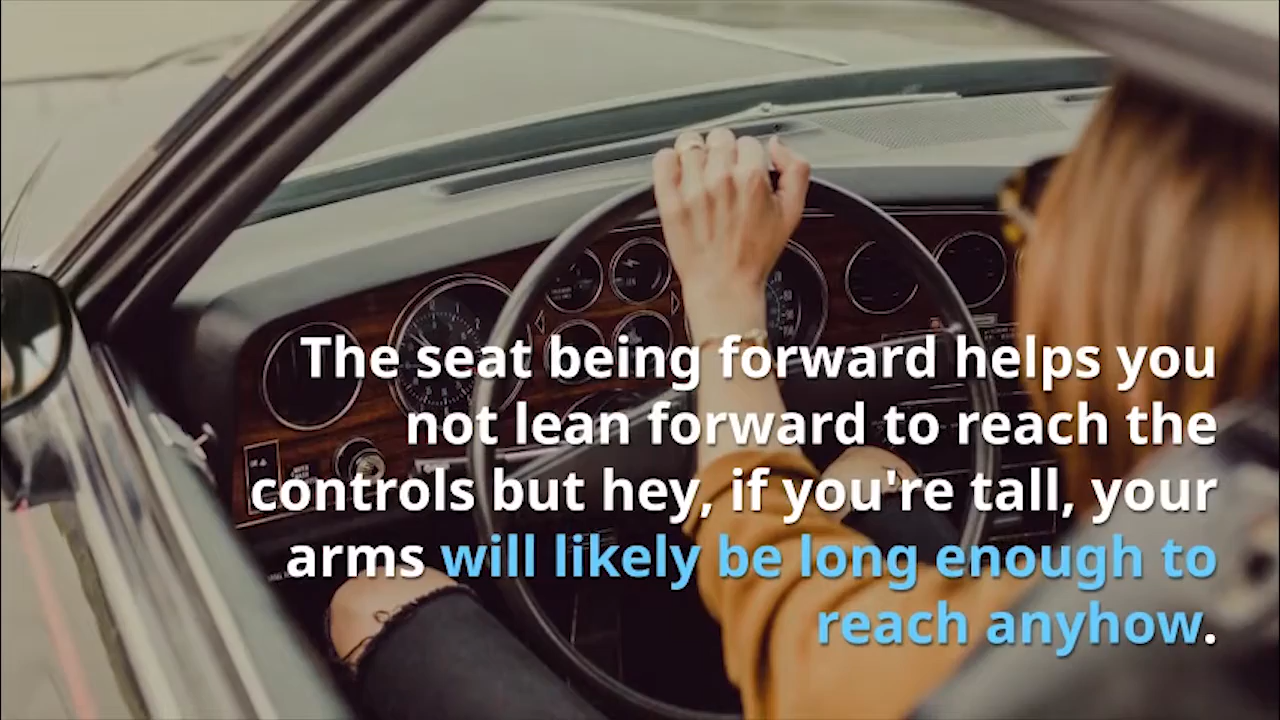 The seat being forward helps you
not lean forward to reach the
controls but hey, if you're tall, your
arms will likely be long enough to
reach anyhow.